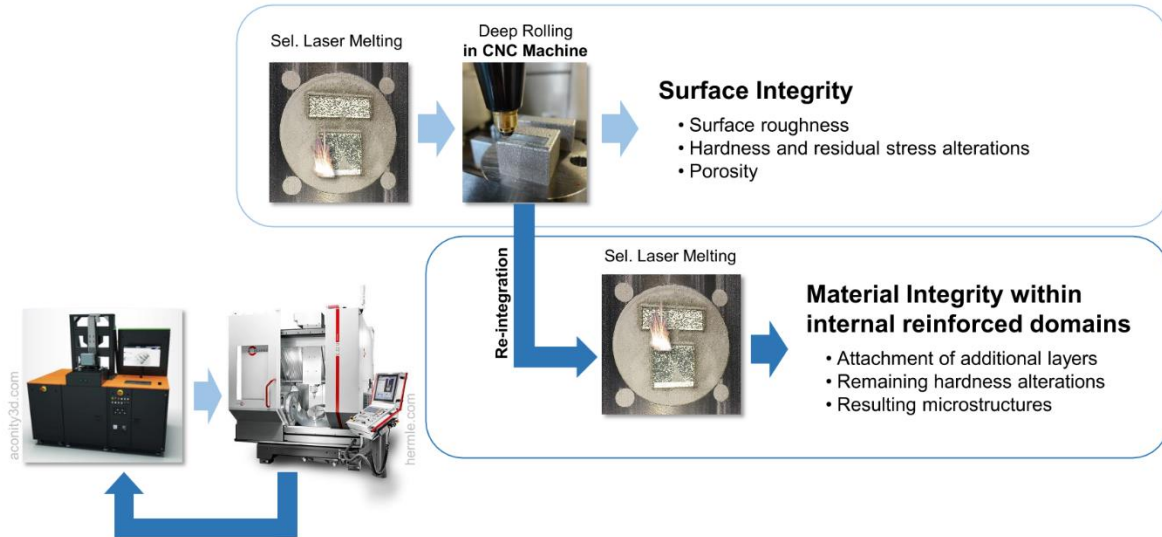 Sel. Laser Melting
Deep Rolling
in CNC Machine
Surface Integrity
• Surface roughness
• Hardness and residual stress alterations
• Porosity
Re-integration
Sel. Laser Melting
Material Integrity within
internal reinforced domains
• Attachment of additional layers
• Remaining hardness alterations
• Resulting microstructures
aconity3d.com
hermle.com